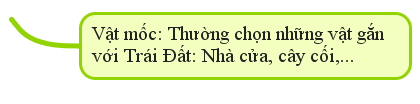 Vật mốc: Thường chọn những vật gắn
với Trái Đất: Nhà cửa, cây cối,...